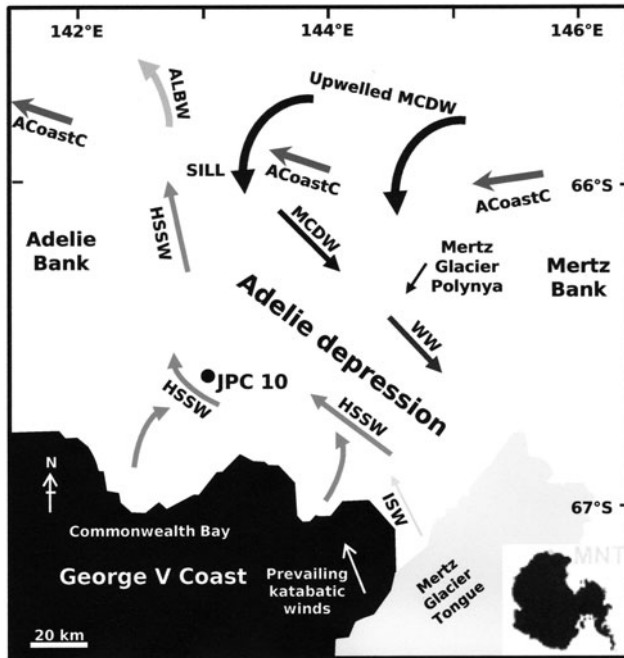 142°E
144°E
146°E
ALBW
Upwelled MCDW
ACoastC
SILL
ACoastC
ACoastC
66°S
HSSW
MCDW
Adelie
Bank
Mertz
Glacier
Polynya
Mertz
Bank
Adelie depression
WW
JPC 10
HSSW
HSSW
N
ISW
67°S
Commonwealth Bay
MNT
George V Coast
Prevailing
katabatic
winds
Mertz
Glacier
Tongue
20 km